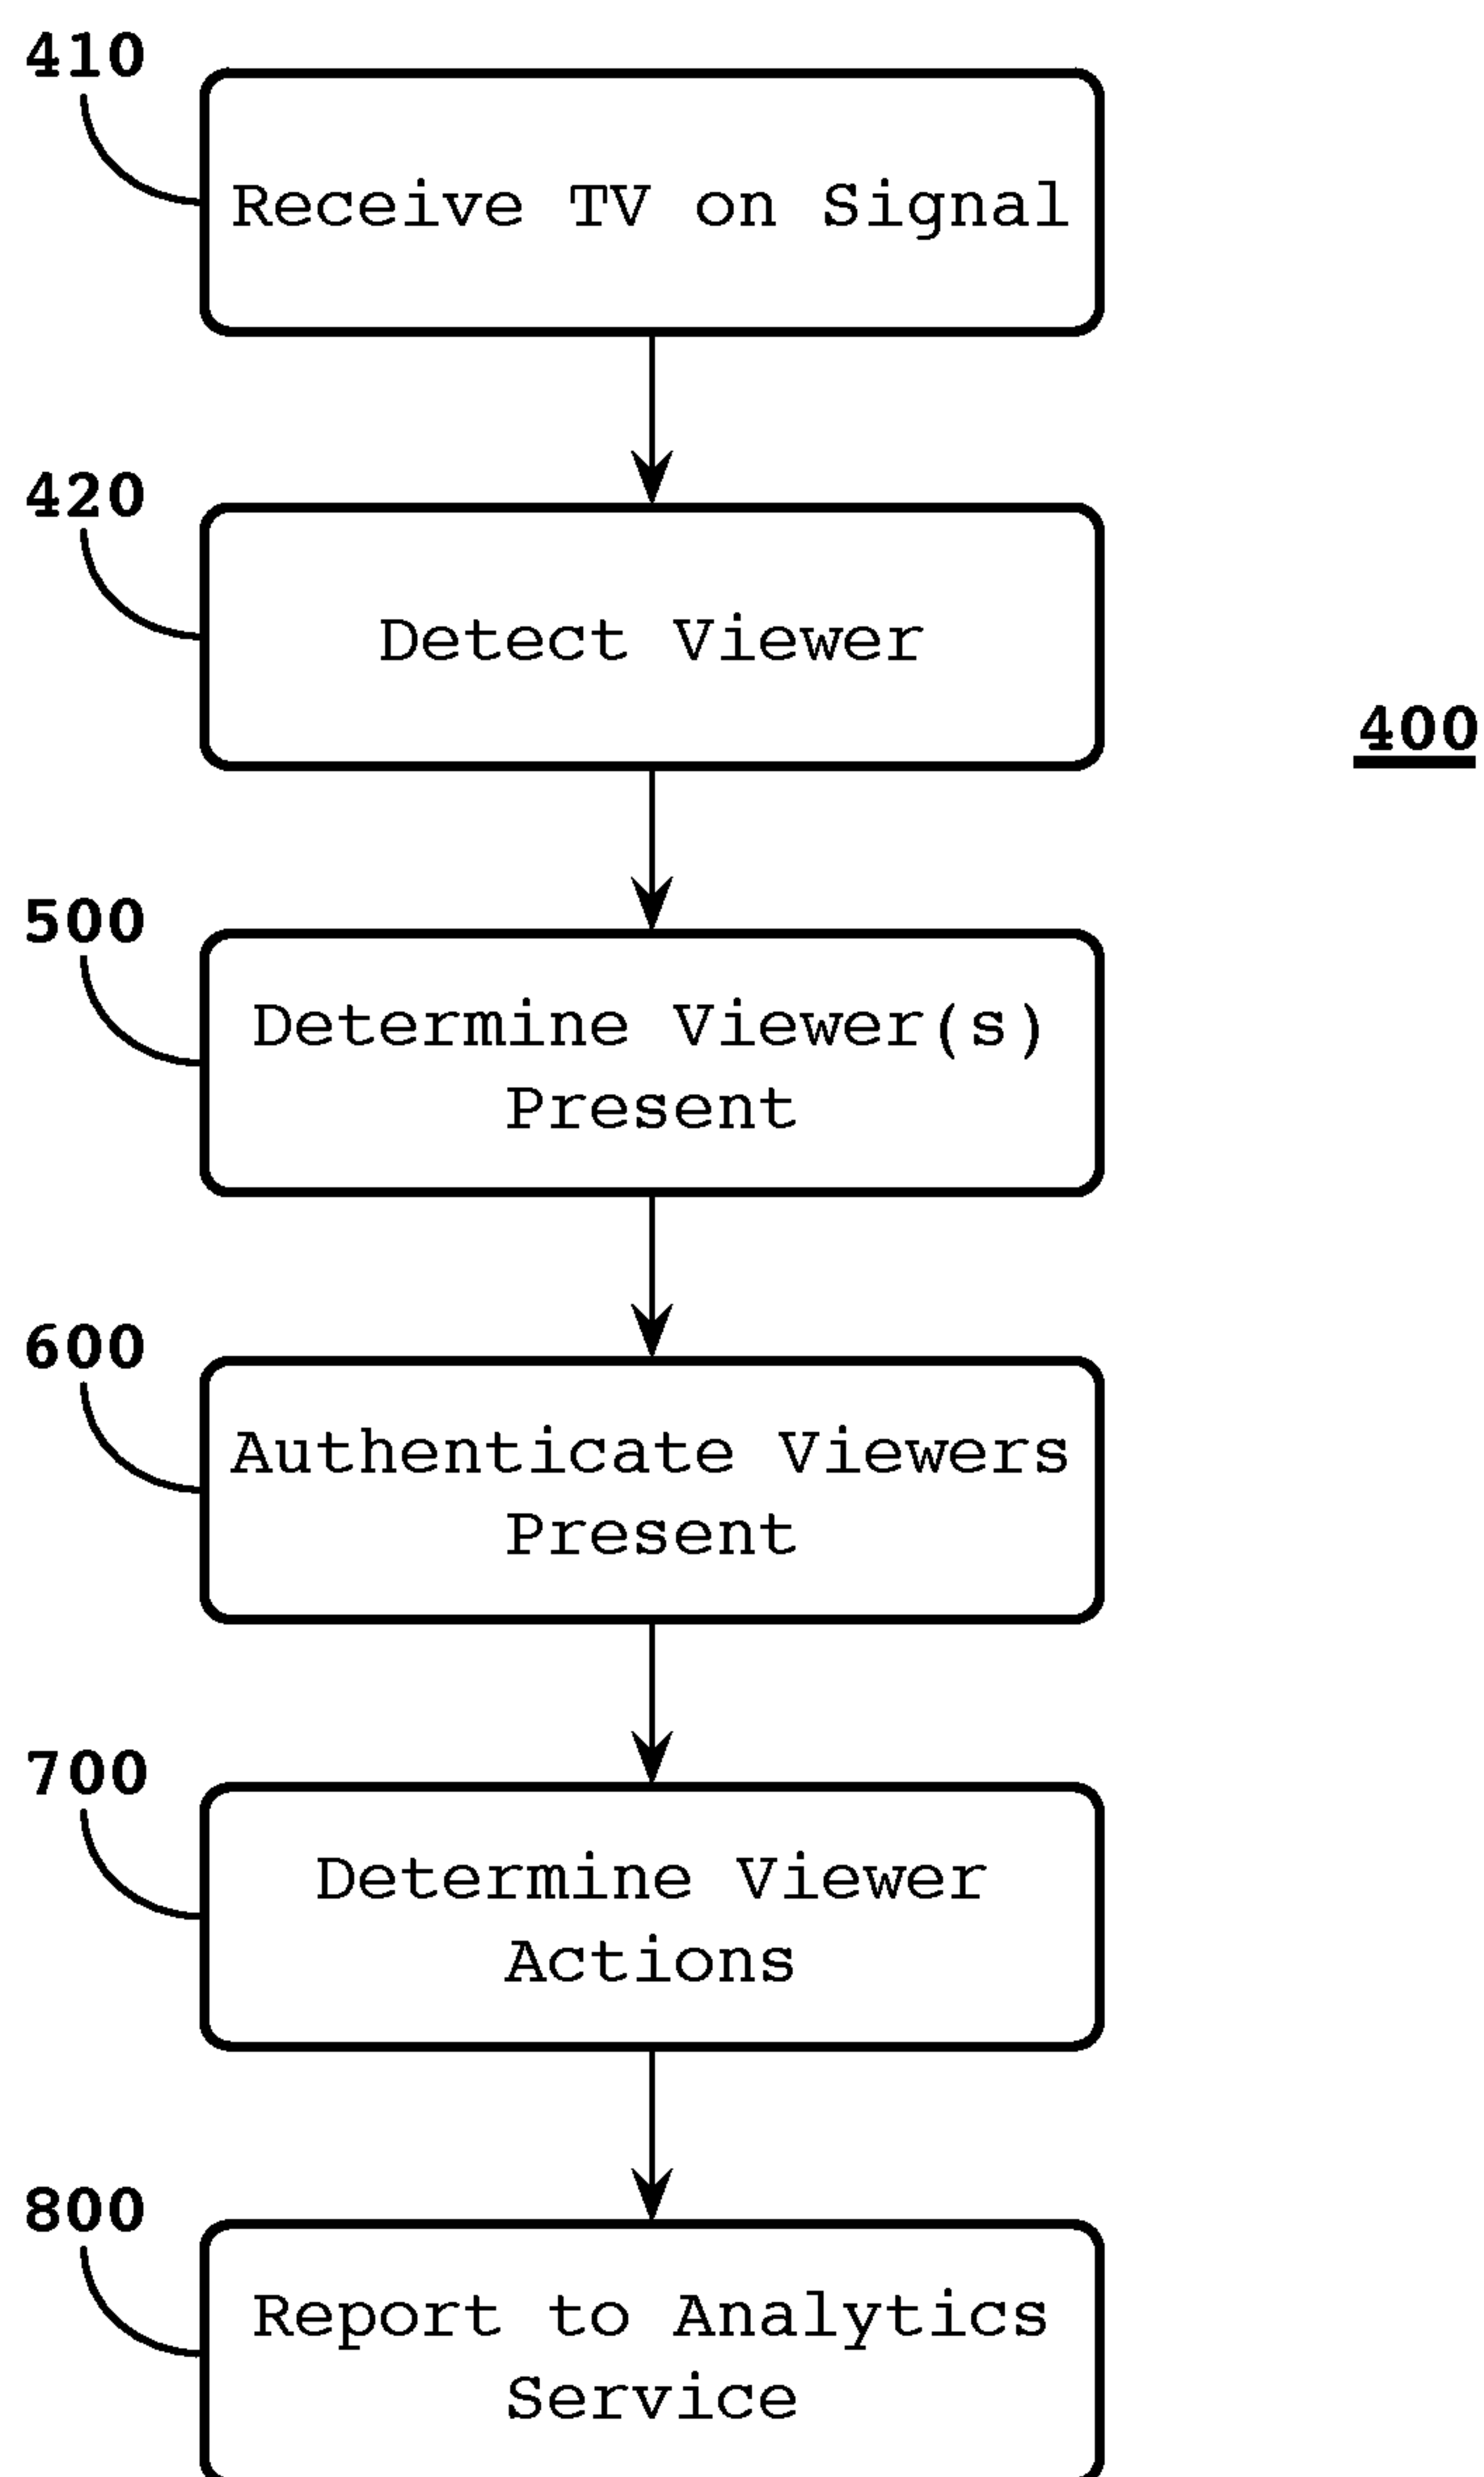 410
Receive TV on Signal
420
Detect Viewer
400
500
Determine Viewer(s)
Present
600
Authenticate Viewers
Present
700
Determine Viewer
Actions
800
Report to Analytics
Service